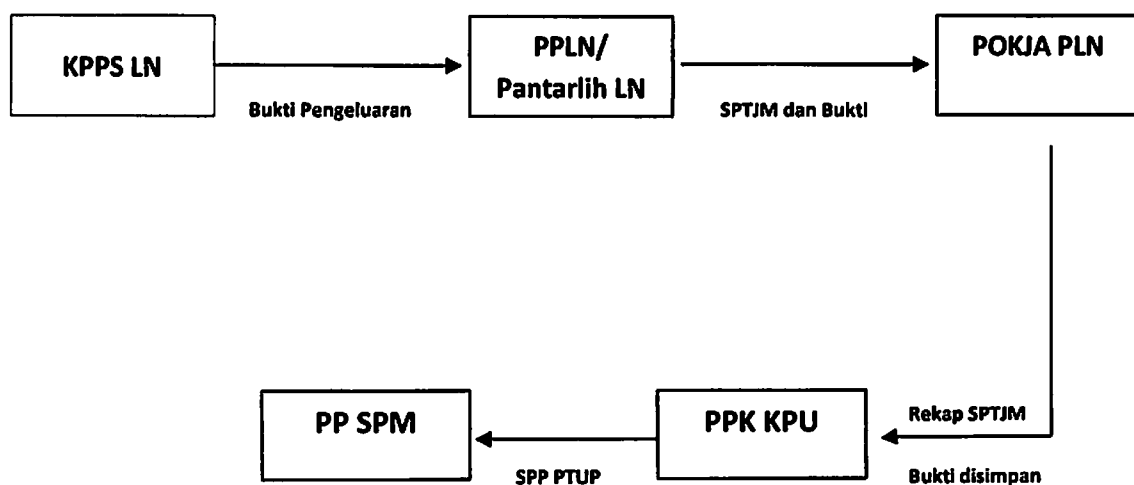 KPPS LN
Bukti Pengeluaran
PPLN/
Pantarlih LN
SPTJM dan Bukti
POKJA PLN
Rekap SPTJM
Bukti disimpan
PPK KPU
SPP PTUP
PP SPM